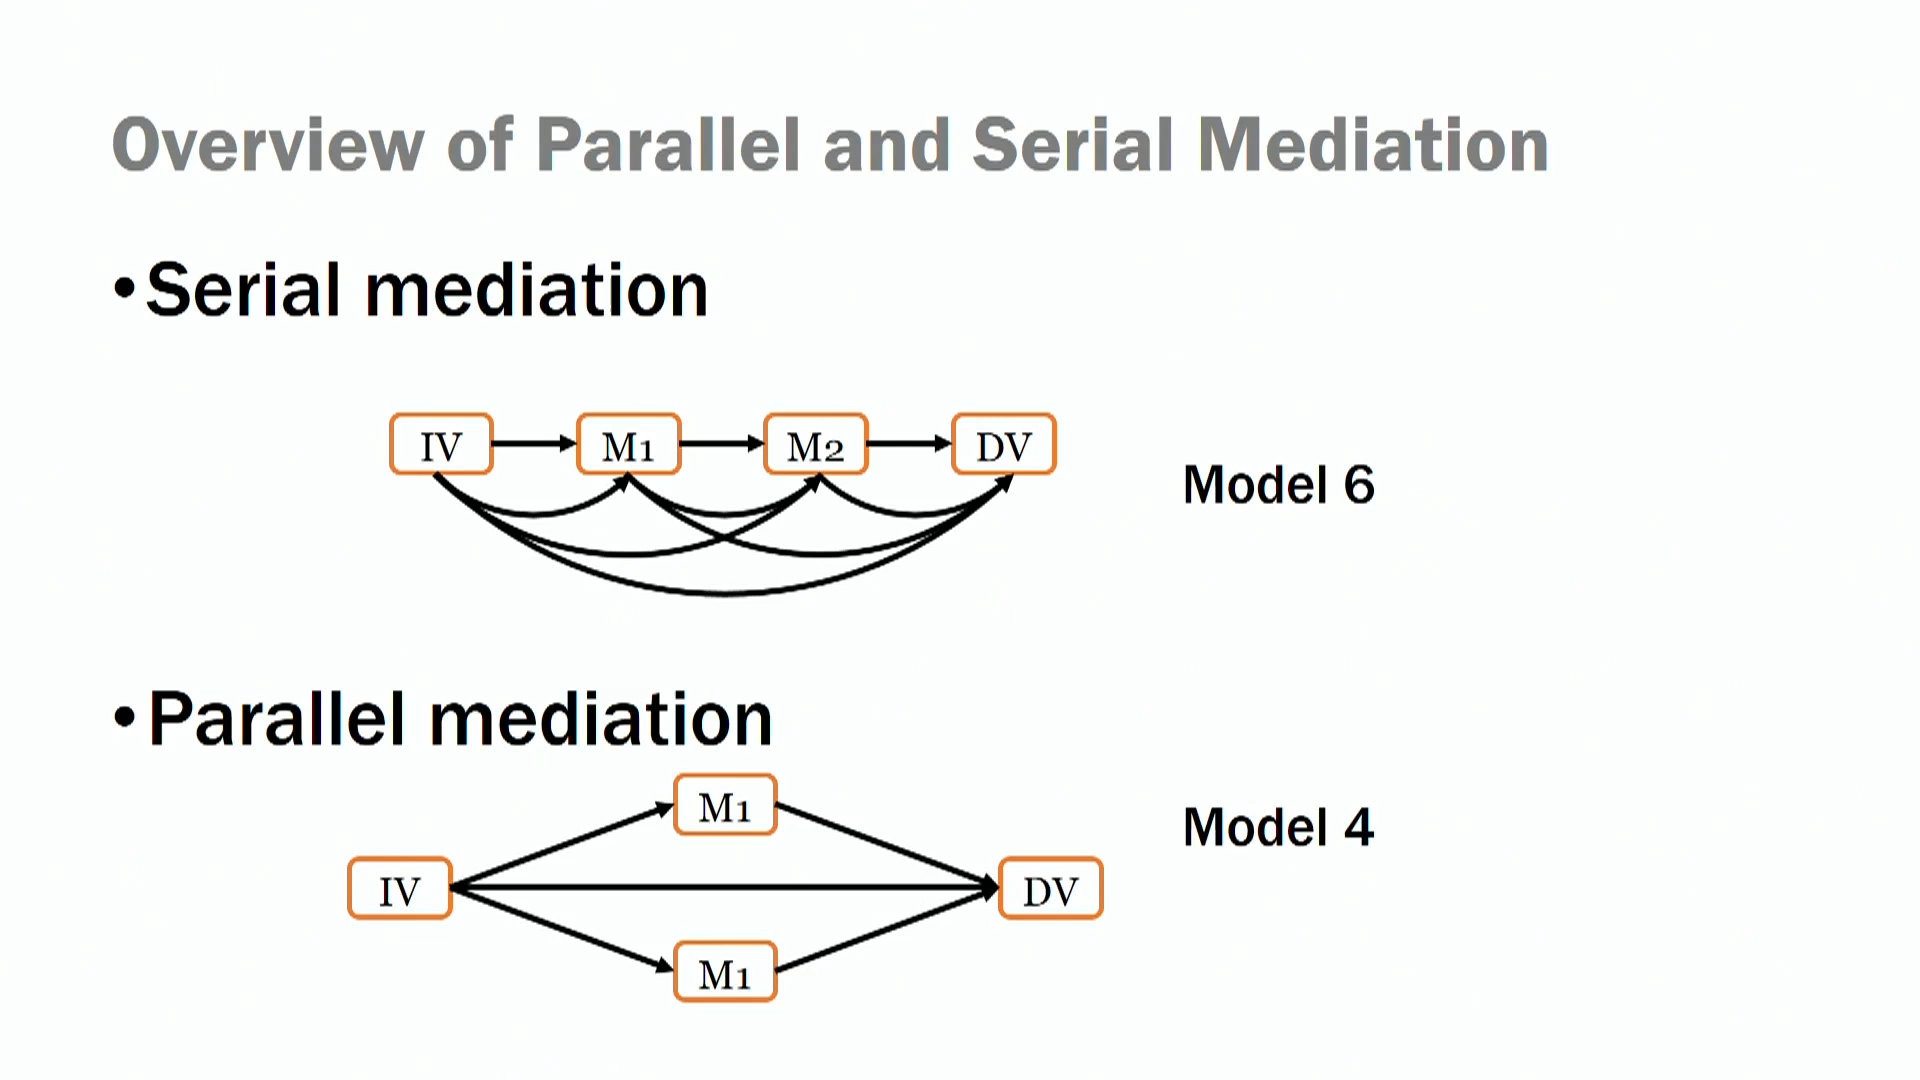 Overview of Parallel and Serial Mediation
•Serial mediation
IV M1 M2 DV
Model 6
•Parallel mediation
M1
Model 4
IV DV
M1